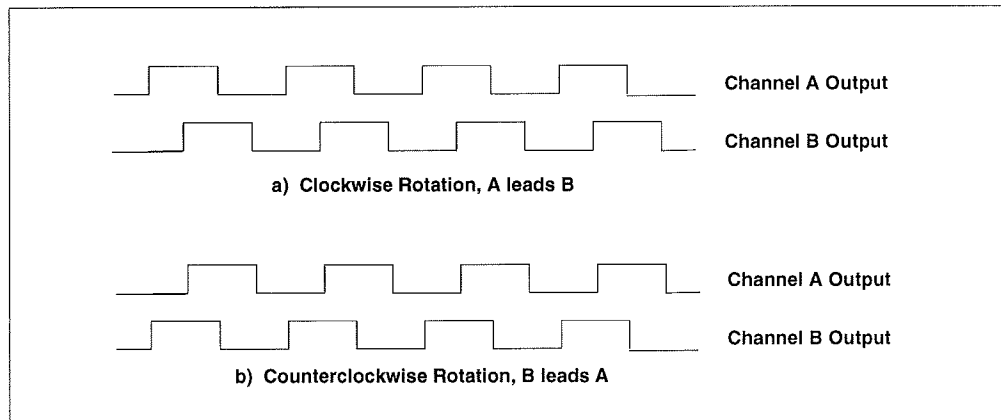 Channel A Output
Channel B Output
a) Clockwise Rotation, A leads B
Channel A Output
Channel B Output
b) Counterclockwise Rotation, B leads A